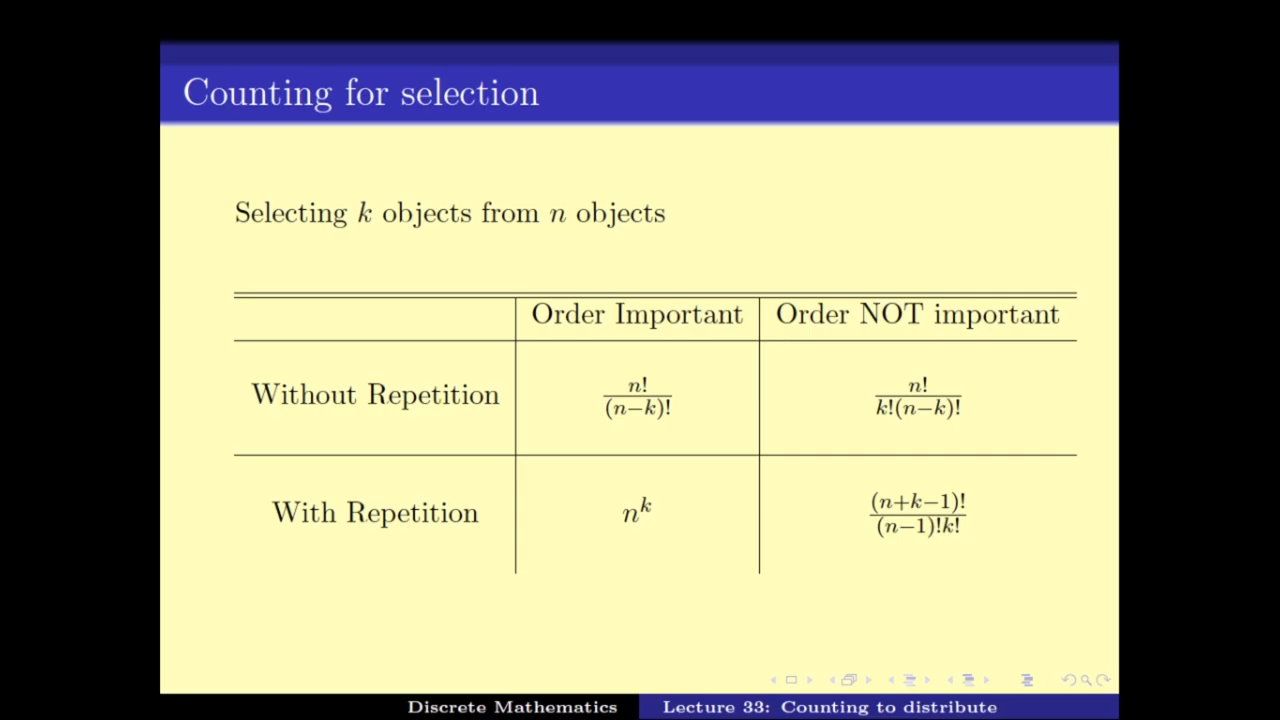 Counting for selection
Selecting k objects from n objects
Order Important Order NOT important
Without Repetition n!/(n−k)! n!/k!(n−k)!
With Repetition n^k (n+k−1)!/(n−1)!k!
Discrete Mathematics Lecture 33: Counting to distribute